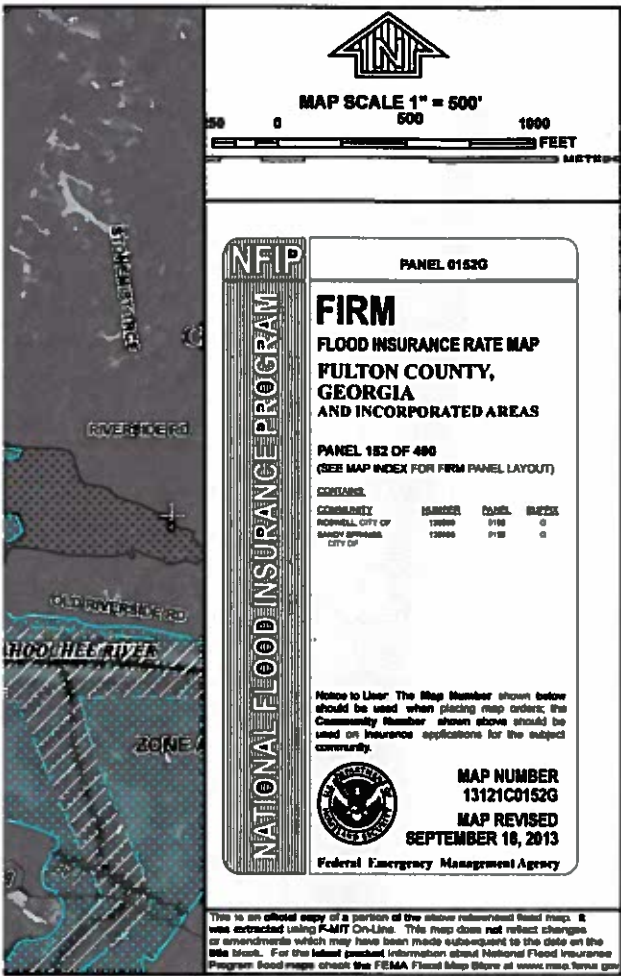 N
MAP SCALE 1" = 500'
0 500 1000
FEET
NFIP
PANEL 0152G
NATIONAL FLOOD INSURANCE PROGRAM
FIRM
FLOOD INSURANCE RATE MAP
FULTON COUNTY,
GEORGIA
AND INCORPORATED AREAS
(SEE MAP INDEX FOR FIRM PANEL LAYOUT)
CONTAINS
COMMUNITY NUMBER PANEL SUFFIX
ROSWELL, CITY OF
SANDY SPRINGS,
CITY OF
Notice to User: The Map Number shown below
should be used when placing map orders; the
Community Number shown above should be
used on insurance applications for the subject
community.
U.S. DEPARTMENT OF HOMELAND SECURITY
MAP NUMBER
13121C0152G
MAP REVISED
SEPTEMBER 18, 2013
Federal Emergency Management Agency
RIVERSIDE RD
OLD RIVERSIDE RD
AHOOCHEE RIVER
ZONE A
This is an official copy of a portion of the above referenced flood map. It
was extracted using F-MIT On-Line. This map does not reflect changes
or amendments which may have been made subsequent to the date on the
title block. For the latest product information about National Flood Insurance
Program flood maps check the FEMA Flood Map Store at www.msc.fema.gov